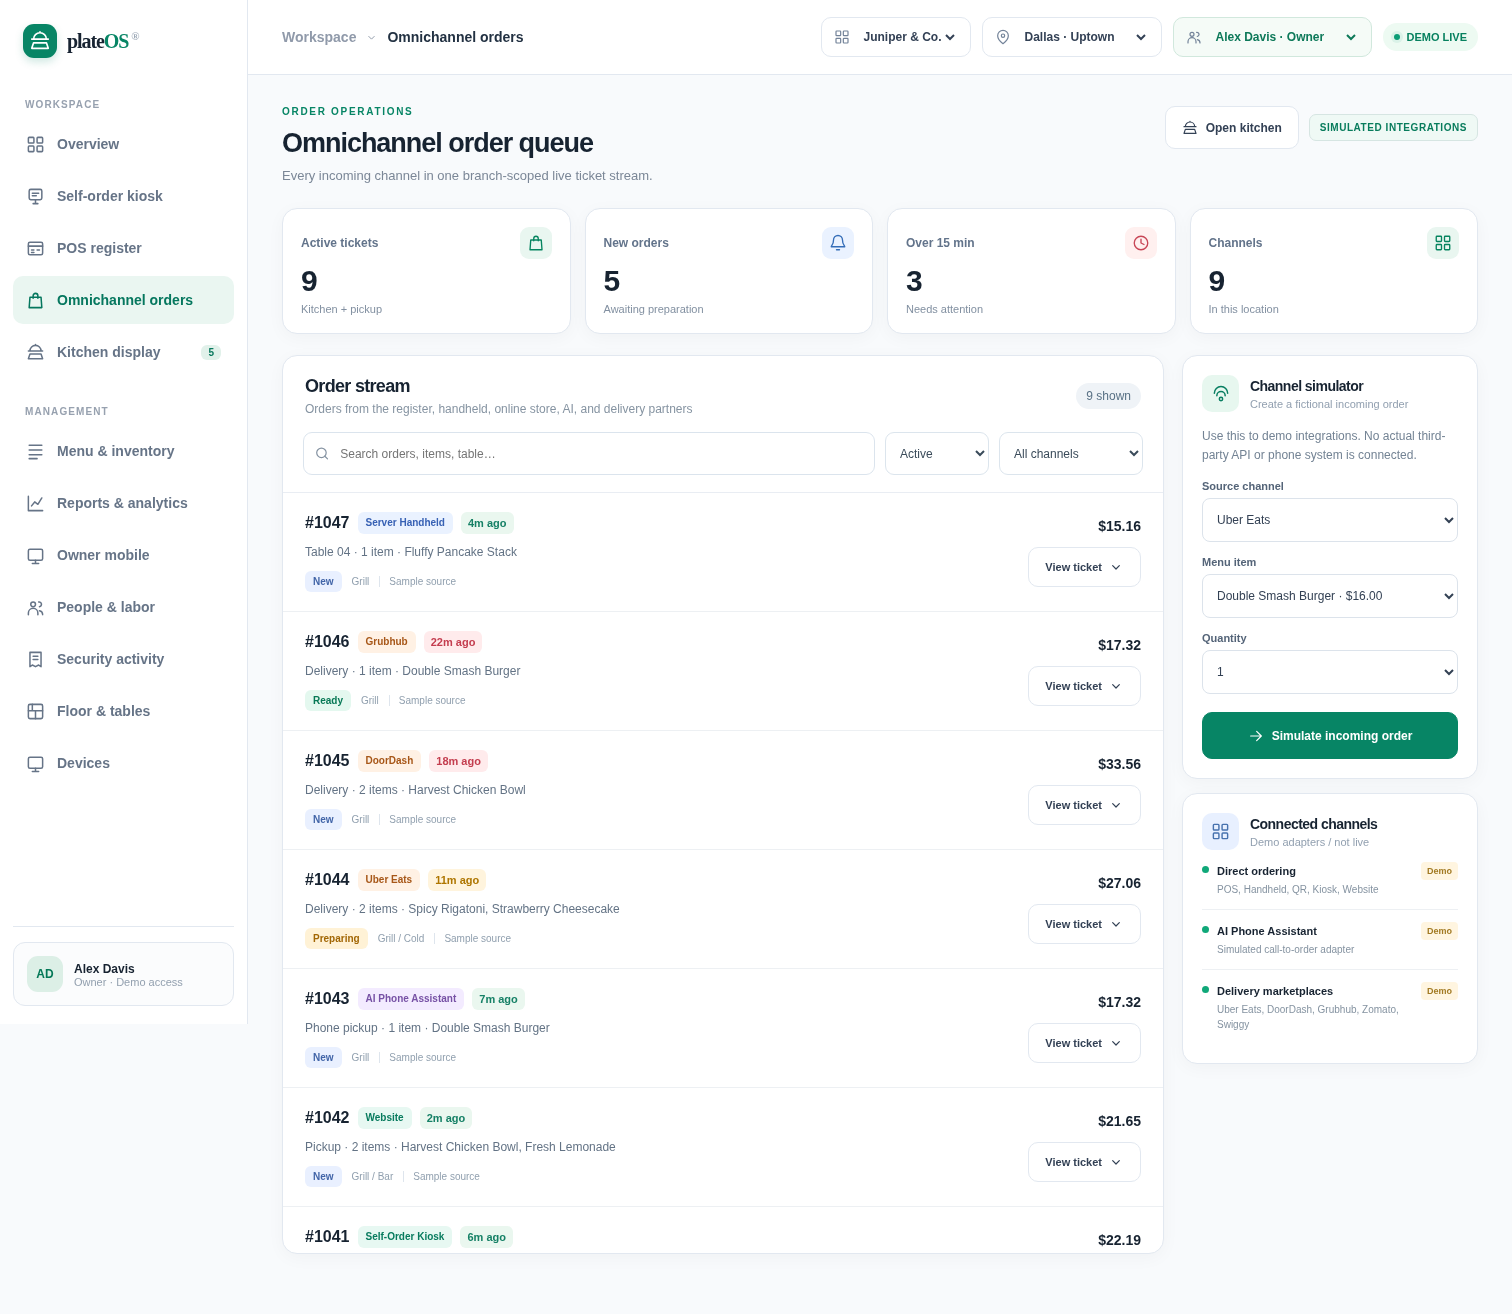 plateOS ®
WORKSPACE
Overview
Self-order kiosk
POS register
Omnichannel orders
Kitchen display 5
MANAGEMENT
Menu & inventory
Reports & analytics
Owner mobile
People & labor
Security activity
Floor & tables
Devices
AD Alex Davis
Owner · Demo access
Workspace Omnichannel orders
Juniper & Co.
Dallas · Uptown
Alex Davis · Owner
DEMO LIVE
ORDER OPERATIONS
Omnichannel order queue
Every incoming channel in one branch-scoped live ticket stream.
Open kitchen
SIMULATED INTEGRATIONS
Active tickets
9
Kitchen + pickup
New orders
5
Awaiting preparation
Over 15 min
3
Needs attention
Channels
9
In this location
Order stream
Orders from the register, handheld, online store, AI, and delivery partners
9 shown
Search orders, items, table…
Active
All channels
#1047 Server Handheld 4m ago $15.16
Table 04 · 1 item · Fluffy Pancake Stack
View ticket
New Grill Sample source
#1046 Grubhub 22m ago $17.32
Delivery · 1 item · Double Smash Burger
View ticket
Ready Grill Sample source
#1045 DoorDash 18m ago $33.56
Delivery · 2 items · Harvest Chicken Bowl
View ticket
New Grill Sample source
#1044 Uber Eats 11m ago $27.06
Delivery · 2 items · Spicy Rigatoni, Strawberry Cheesecake
View ticket
Preparing Grill / Cold Sample source
#1043 AI Phone Assistant 7m ago $17.32
Phone pickup · 1 item · Double Smash Burger
View ticket
New Grill Sample source
#1042 Website 2m ago $21.65
Pickup · 2 items · Harvest Chicken Bowl, Fresh Lemonade
View ticket
New Grill / Bar Sample source
#1041 Self-Order Kiosk 6m ago $22.19
Channel simulator
Create a fictional incoming order
Use this to demo integrations. No actual third-
party API or phone system is connected.
Source channel
Uber Eats
Menu item
Double Smash Burger · $16.00
Quantity
1
Simulate incoming order
Connected channels
Demo adapters / not live
Direct ordering Demo
POS, Handheld, QR, Kiosk, Website
AI Phone Assistant Demo
Simulated call-to-order adapter
Delivery marketplaces Demo
Uber Eats, DoorDash, Grubhub, Zomato,
Swiggy